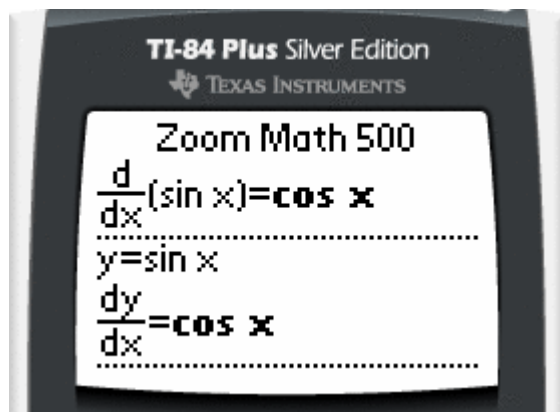 TI-84 Plus Silver Edition
TEXAS INSTRUMENTS
Zoom Math 500
d/dx(sin x)=cos x
y=sin x
dy/dx=cos x